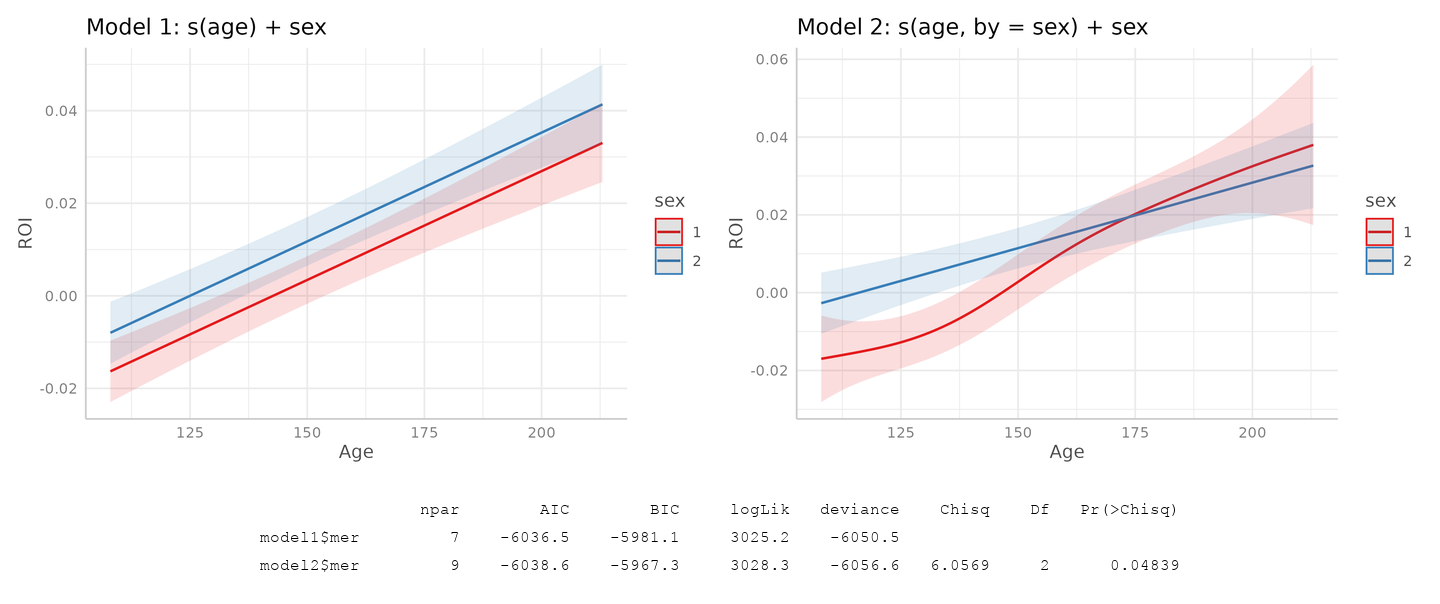 Model 1: s(age) + sex
0.04
0.02
0.00
-0.02
ROI
125 150 175 200
Age
sex
1
2
Model 2: s(age, by = sex) + sex
0.06
0.04
0.02
0.00
-0.02
ROI
125 150 175 200
Age
sex
1
2
npar AIC BIC logLik deviance Chisq Df Pr(>Chisq)
model1$mer 7 -6036.5 -5981.1 3025.2 -6050.5
model2$mer 9 -6038.6 -5967.3 3028.3 -6056.6 6.0569 2 0.04839